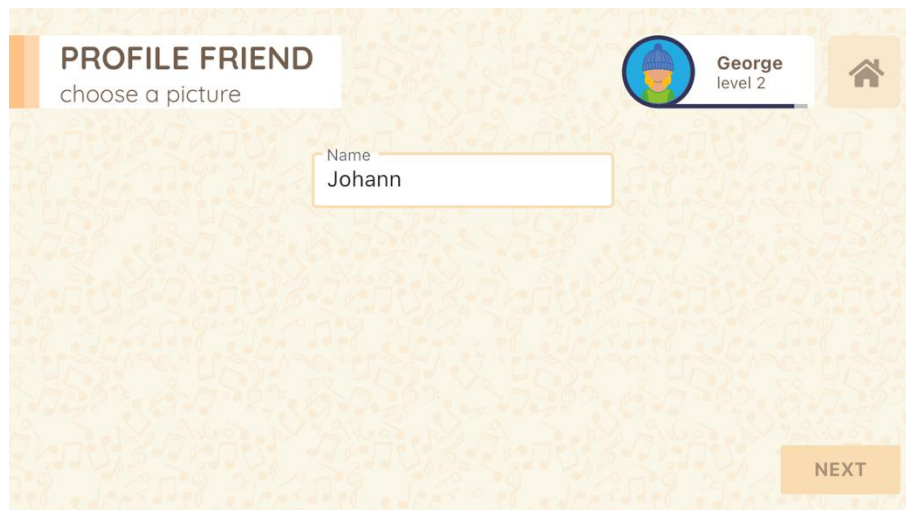 PROFILE FRIEND
choose a picture
George
level 2
Name
Johann
NEXT